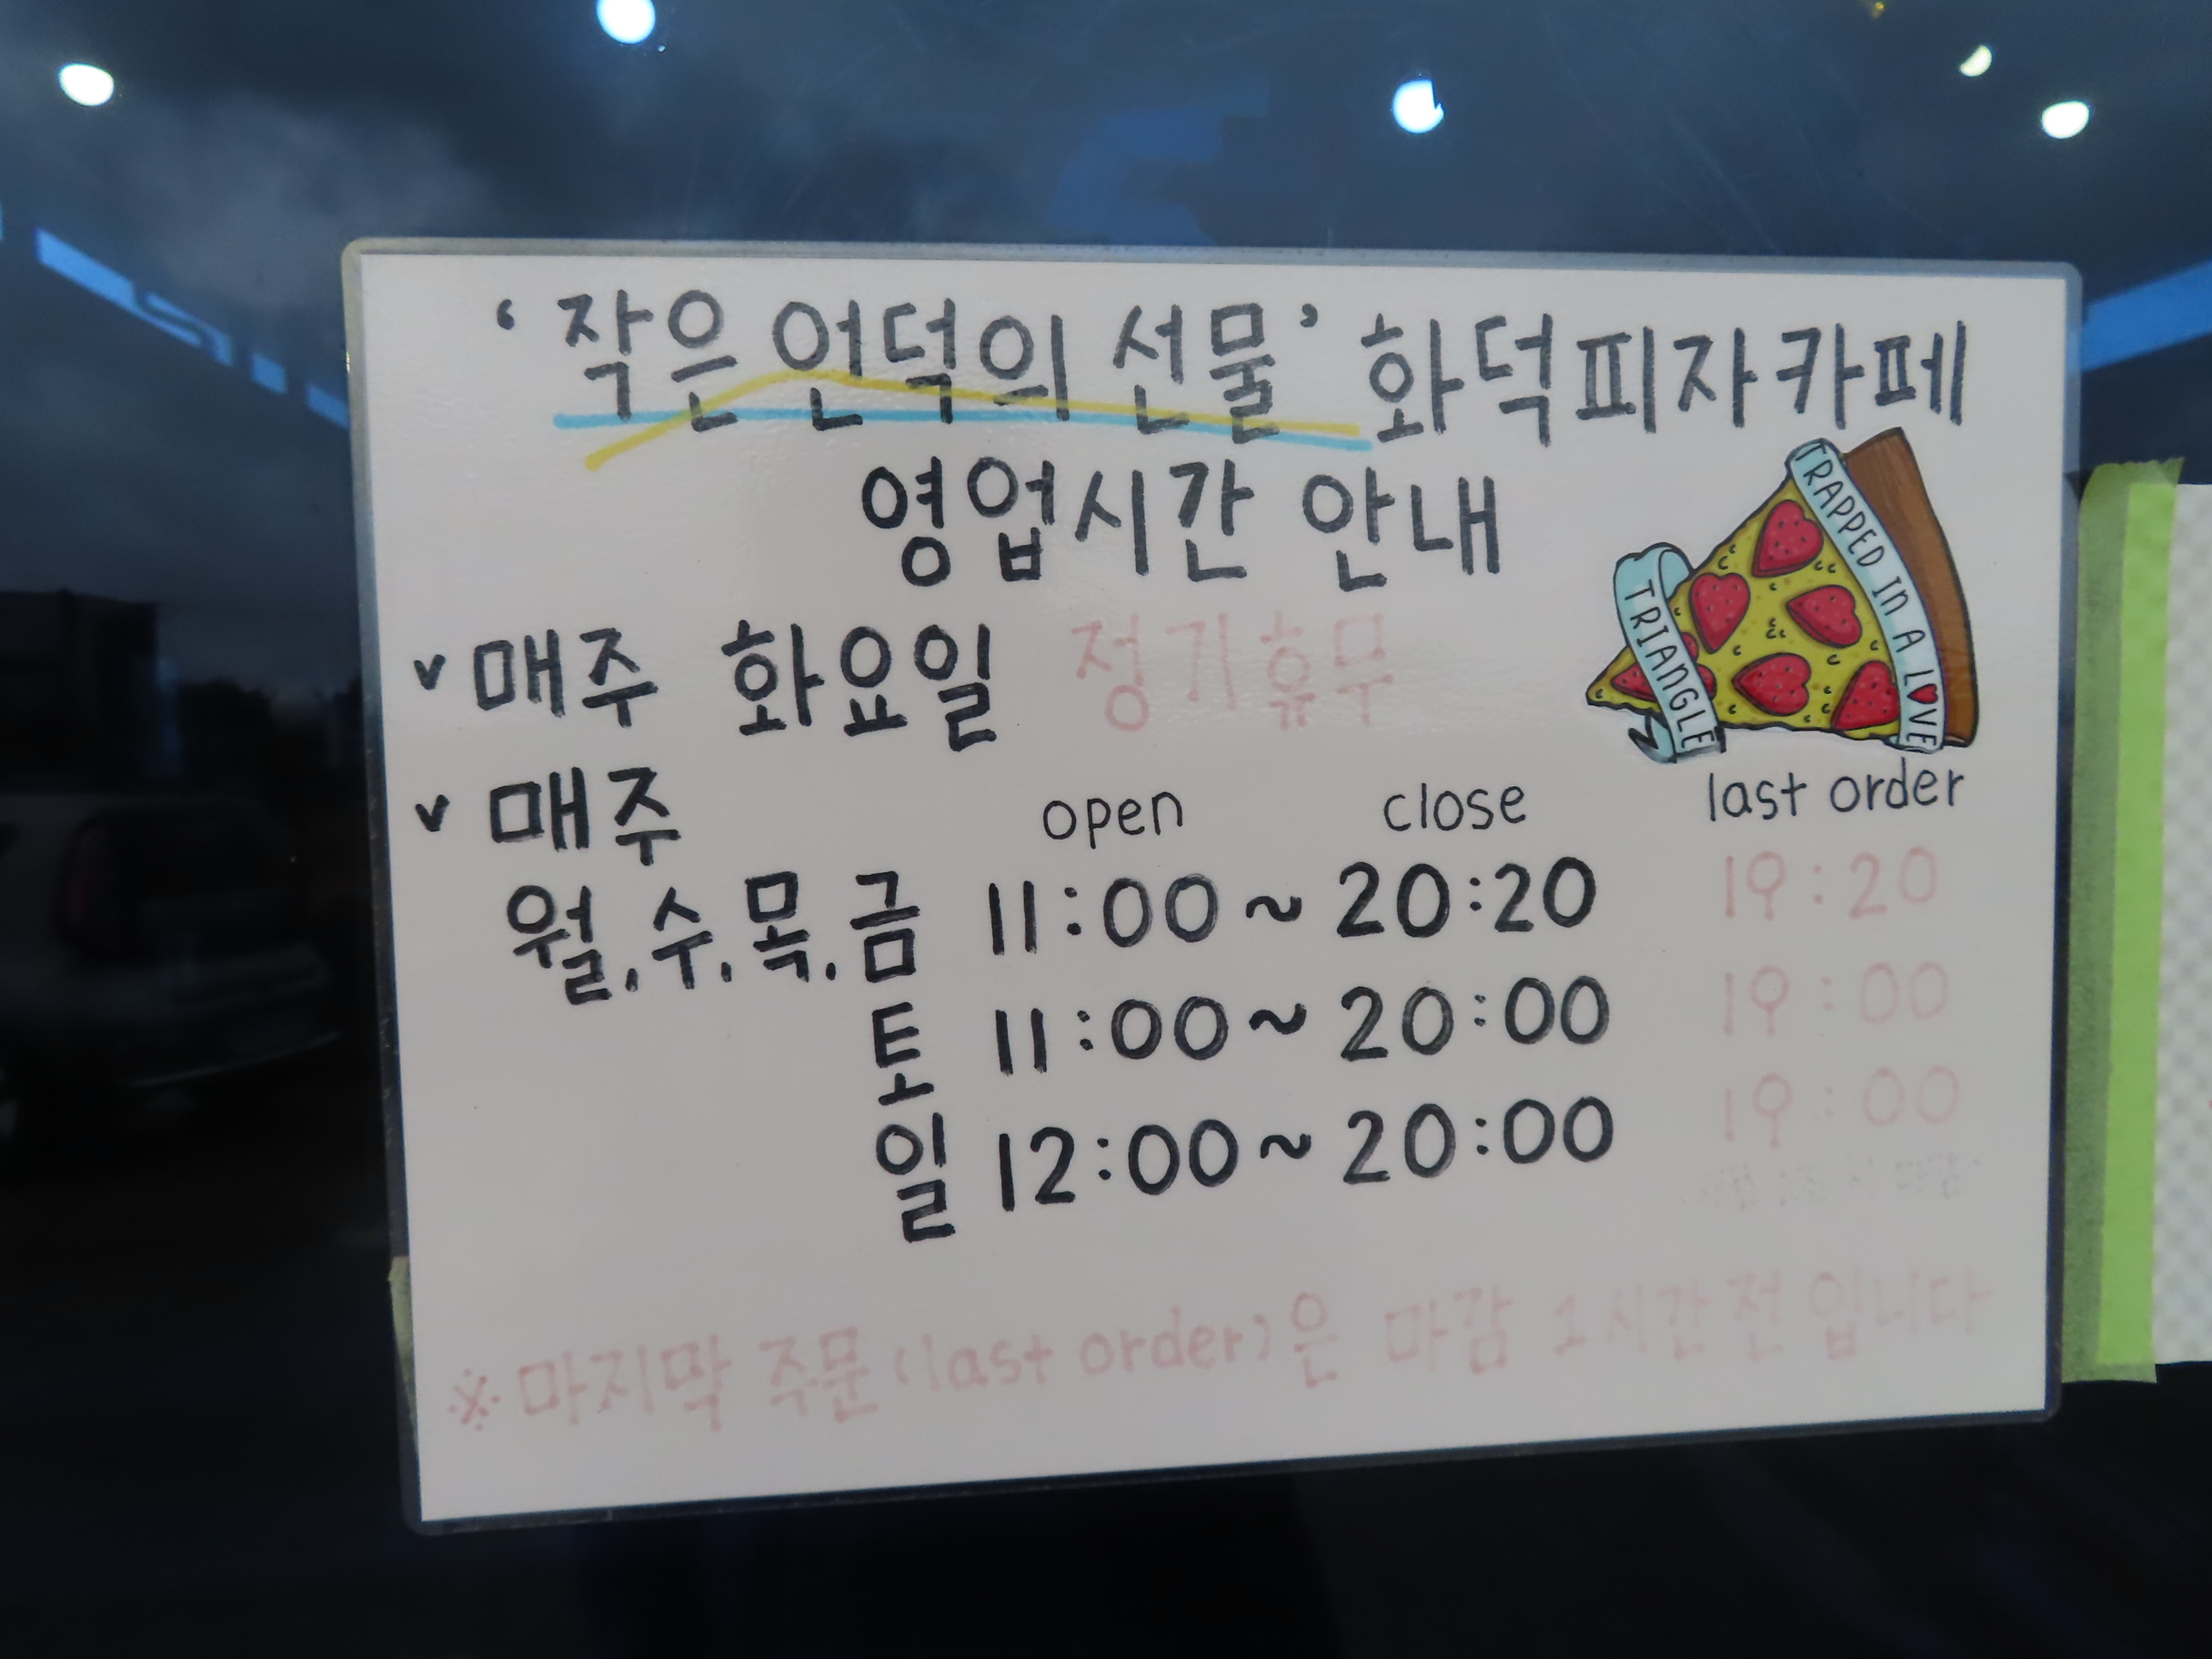 ‘작은 언덕의 선물’ 화덕피자카페
영업시간 안내
TRAPPED IN A LOVE
TRIANGLE
v 매주 화요일 정기휴무
v 매주 open close last order
월.수.목.금 11:00~20:20 19:20
토 11:00~20:00 19:00
일 12:00~20:00 19:00
※마지막 주문(last order)은 마감 1시간전입니다